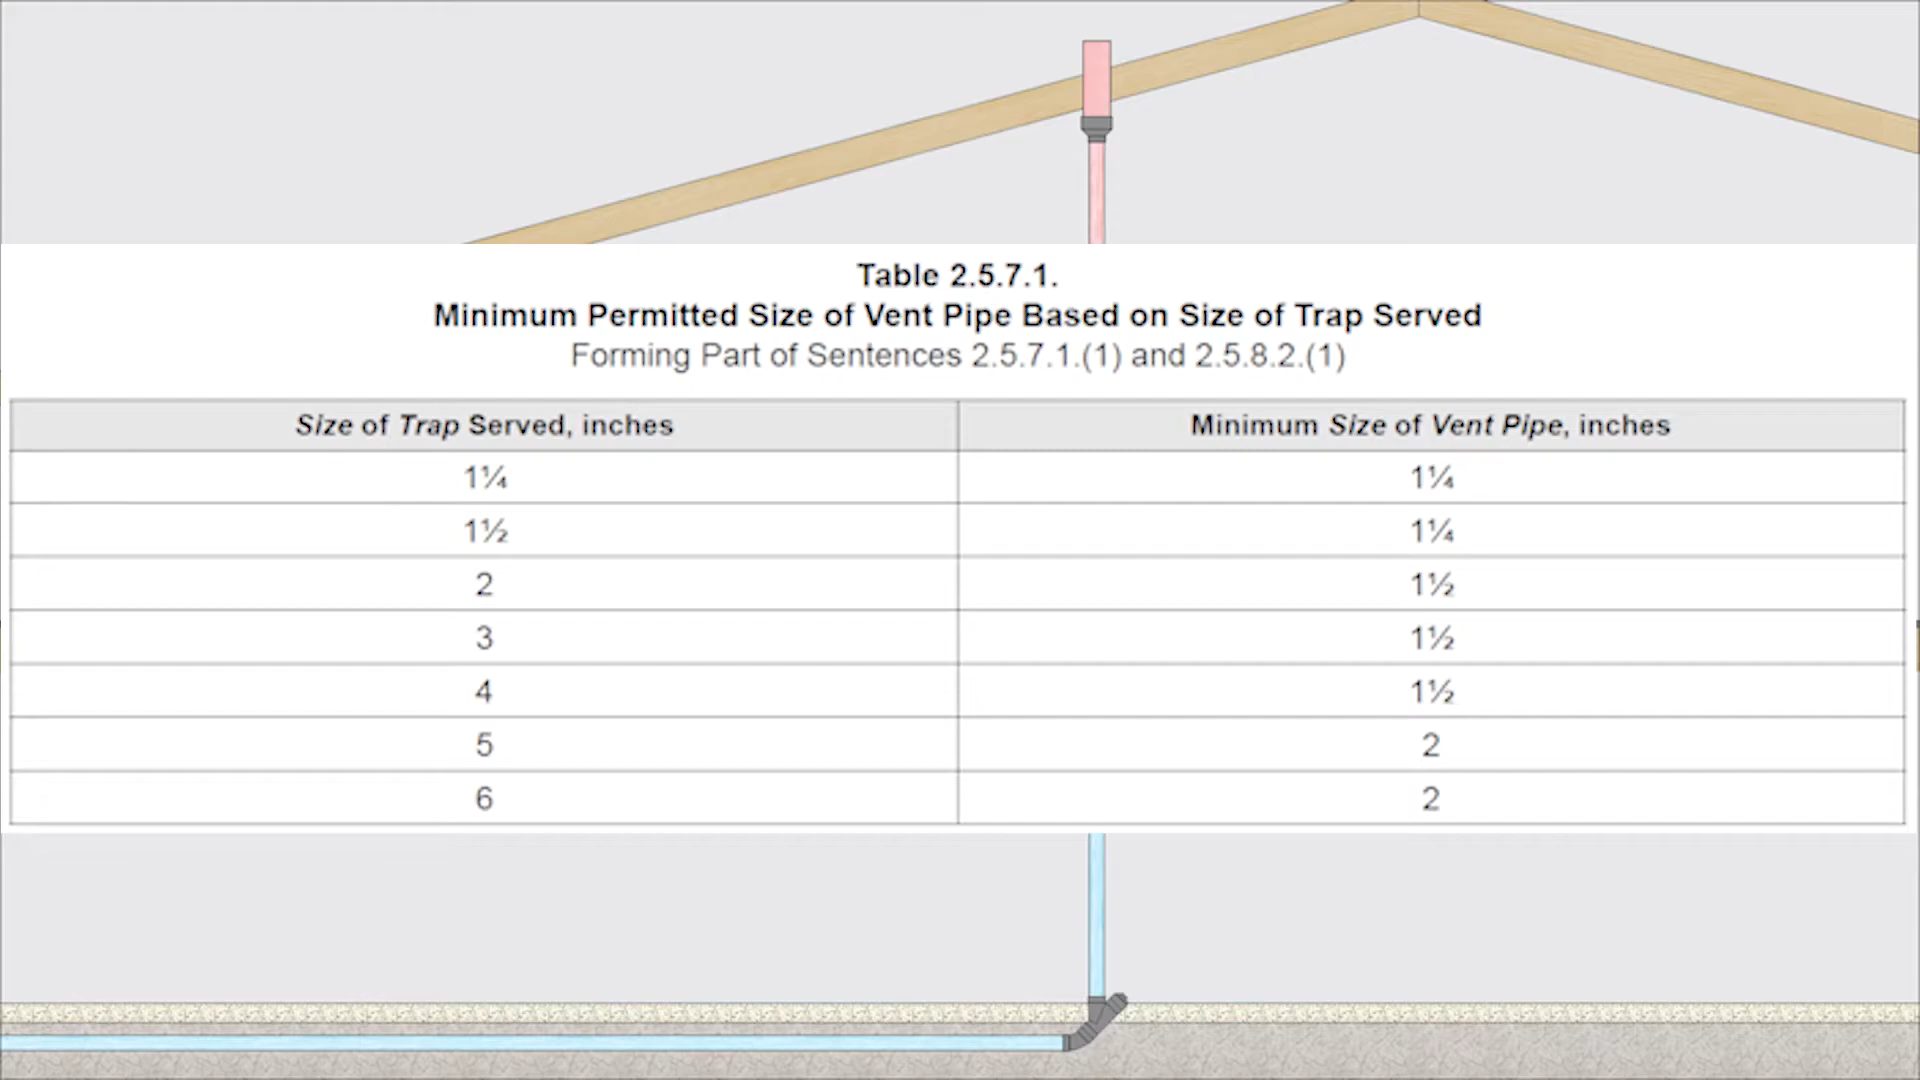 Table 2.5.7.1.
Minimum Permitted Size of Vent Pipe Based on Size of Trap Served
Forming Part of Sentences 2.5.7.1.(1) and 2.5.8.2.(1)
Size of Trap Served, inches Minimum Size of Vent Pipe, inches
1¼ 1¼
1½ 1¼
2 1½
3 1½
4 1½
5 2
6 2